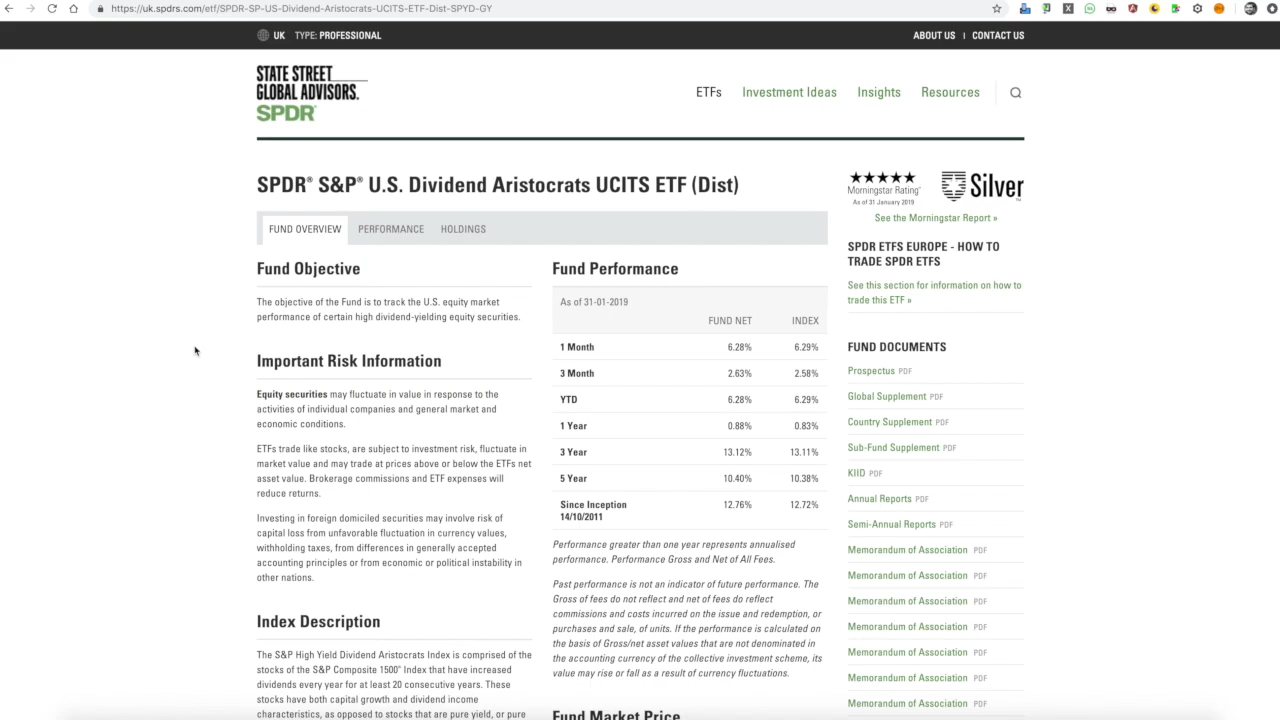 https://uk.spdrs.com/etf/SPDR-SP-US-Dividend-Aristocrats-UCITS-ETF-Dist-SPYD-GY
UK TYPE: PROFESSIONAL
ABOUT US | CONTACT US
STATE STREET
GLOBAL ADVISORS.
SPDR®
ETFs Investment Ideas Insights Resources
SPDR® S&P® U.S. Dividend Aristocrats UCITS ETF (Dist)
FUND OVERVIEW PERFORMANCE HOLDINGS
Fund Objective
The objective of the Fund is to track the U.S. equity market
performance of certain high dividend-yielding equity securities.
Important Risk Information
Equity securities may fluctuate in value in response to the
activities of individual companies and general market and
economic conditions.
ETFs trade like stocks, are subject to investment risk, fluctuate in
market value and may trade at prices above or below the ETFs net
asset value. Brokerage commissions and ETF expenses will
reduce returns.
Investing in foreign domiciled securities may involve risk of
capital loss from unfavorable fluctuation in currency values,
withholding taxes, from differences in generally accepted
accounting principles or from economic or political instability in
other nations.
Index Description
The S&P High Yield Dividend Aristocrats Index is comprised of the
stocks of the S&P Composite 1500® Index that have increased
dividends every year for at least 20 consecutive years. These
stocks have both capital growth and dividend income
characteristics, as opposed to stocks that are pure yield, or pure
Fund Performance
As of 31-01-2019
FUND NET INDEX
1 Month 6.28% 6.29%
3 Month 2.63% 2.58%
YTD 6.28% 6.29%
1 Year 0.88% 0.83%
3 Year 13.12% 13.11%
5 Year 10.40% 10.38%
Since Inception 12.76% 12.72%
14/10/2011
Performance greater than one year represents annualised
performance. Performance Gross and Net of All Fees.
Past performance is not an indicator of future performance. The
Gross of fees do not reflect and net of fees do reflect
commissions and costs incurred on the issue and redemption, or
purchases and sale, of units. If the performance is calculated on
the basis of Gross/net asset values that are not denominated in
the accounting currency of the collective investment scheme, its
value may rise or fall as a result of currency fluctuations.
Fund Market Price
★★★★★
Morningstar Rating™
As of 31 January 2019
Silver™
See the Morningstar Report »
SPDR ETFS EUROPE - HOW TO
TRADE SPDR ETFS
See this section for information on how to
trade this ETF »
FUND DOCUMENTS
Prospectus PDF
Global Supplement PDF
Country Supplement PDF
Sub-Fund Supplement PDF
KIID PDF
Annual Reports PDF
Semi-Annual Reports PDF
Memorandum of Association PDF
Memorandum of Association PDF
Memorandum of Association PDF
Memorandum of Association PDF
Memorandum of Association PDF
Memorandum of Association PDF
Memorandum of Association PDF